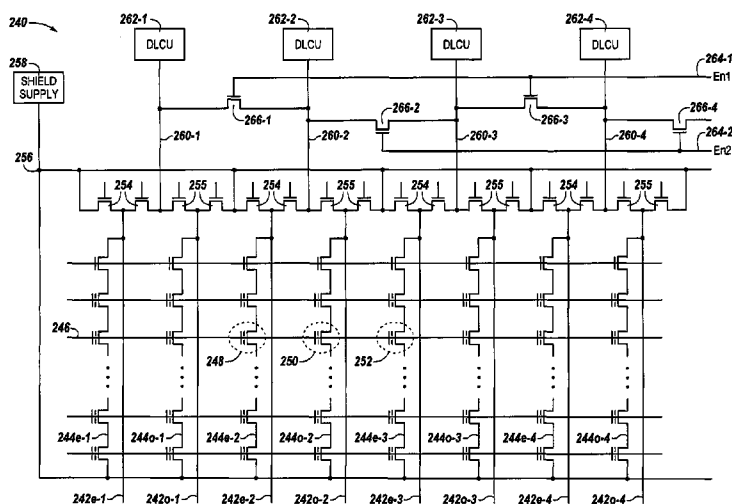 240
262-1 262-2 262-3 262-4
DLCU DLCU DLCU DLCU
258
SHIELD
SUPPLY
264-1
En1
266-1 266-2 266-3 266-4
260-1 260-2 260-3 260-4
264-2
En2
256
254 255 254 255 254 255 254 255
246
248 250 252
244e-1 244o-1 244e-2 244o-2 244e-3 244o-3 244e-4 244o-4
242e-1 242o-1 242e-2 242o-2 242e-3 242o-3 242e-4 242o-4